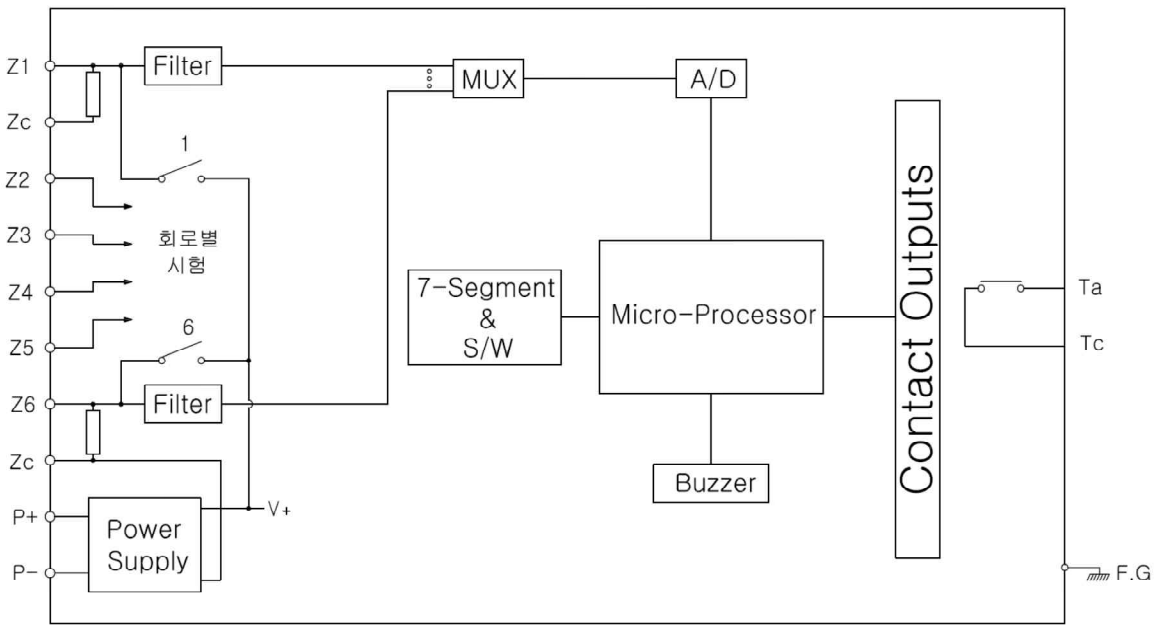 Z1
Filter
MUX
A/D
Zc
1
Z2
Z3
회로별
시험
Z4
Z5
6
Z6
Filter
Zc
P+
P-
Power
Supply
V+
7-Segment
&
S/W
Micro-Processor
Buzzer
Contact Outputs
Ta
Tc
F.G